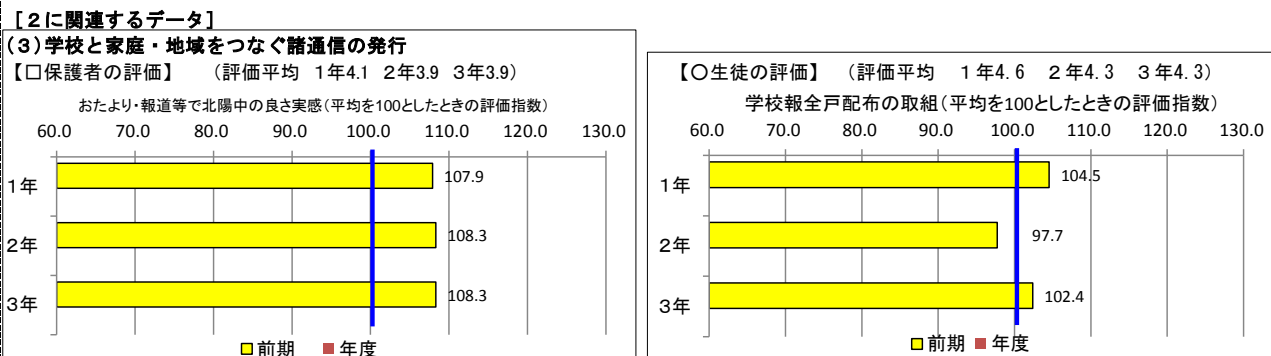 [２に関連するデータ]
(３)学校と家庭・地域をつなぐ諸通信の発行
【□保護者の評価】　（評価平均　１年4.1　２年3.9　３年3.9）
おたより・報道等で北陽中の良さ実感(平均を100としたときの評価指数)
60.0 70.0 80.0 90.0 100.0 110.0 120.0 130.0
１年 107.9
２年 108.3
３年 108.3
前期 年度
【○生徒の評価】　（評価平均　１年4.6　２年4.3　３年4.3）
学校報全戸配布の取組(平均を100としたときの評価指数)
60.0 70.0 80.0 90.0 100.0 110.0 120.0 130.0
１年 104.5
２年 97.7
３年 102.4
前期 年度